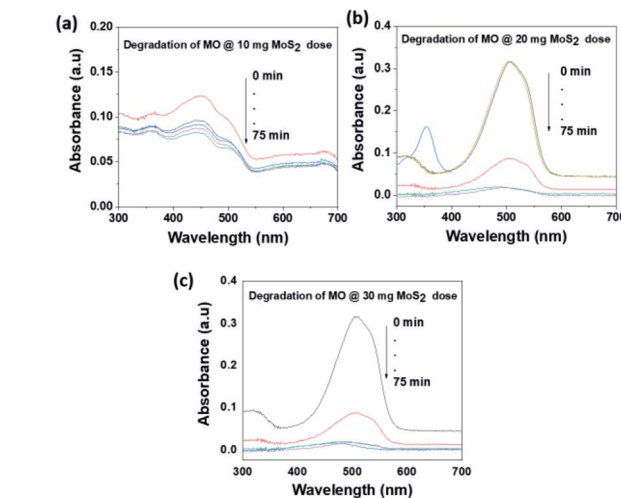 (a)
Degradation of MO @ 10 mg MoS2 dose
0 min
.
.
.
.
75 min
0.20
0.15
0.10
0.05
0.00
Absorbance (a.u)
300 400 500 600 700
Wavelength (nm)
(b)
Degradation of MO @ 20 mg MoS2 dose
0 min
.
.
.
.
75 min
0.4
0.3
0.2
0.1
0.0
Absorbance (a.u)
300 400 500 600 700
Wavelength (nm)
(c)
Degradation of MO @ 30 mg MoS2 dose
0 min
.
.
.
.
75 min
0.4
0.3
0.2
0.1
0.0
Absorbance (a.u)
300 400 500 600 700
Wavelength (nm)